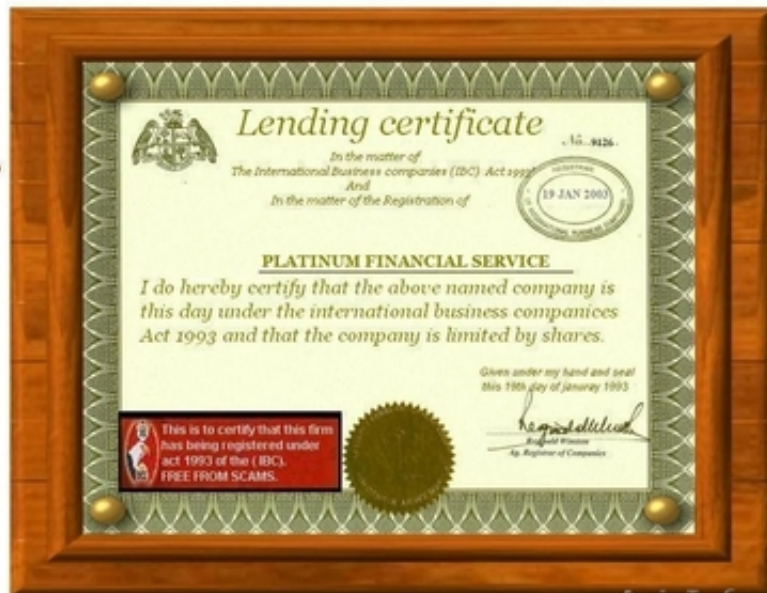 Lending certificate
No. 9126
In the matter of
The International Business companies (IBC) Act 1993
And
In the matter of the Registration of
19 JAN 2003
PLATINUM FINANCIAL SERVICE
I do hereby certify that the above named company is
this day under the international business companices
Act 1993 and that the company is limited by shares.
Given under my hand and seal
this 19th day of januray 1993
Reginald Winston
Ag. Registrar of Companies
This is to certify that this firm
has being registered under
act 1993 of the ( IBC).
FREE FROM SCAMS.